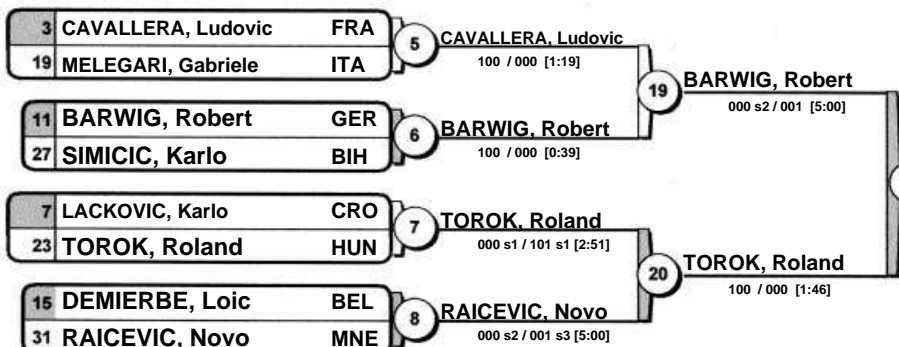 3 CAVALLERA, Ludovic FRA
19 MELEGARI, Gabriele ITA
5
CAVALLERA, Ludovic
100 / 000 [1:19]
11 BARWIG, Robert GER
27 SIMICIC, Karlo BIH
6
BARWIG, Robert
100 / 000 [0:39]
19
BARWIG, Robert
000 s2 / 001 [5:00]
7 LACKOVIC, Karlo CRO
23 TOROK, Roland HUN
7
TOROK, Roland
000 s1 / 101 s1 [2:51]
15 DEMIERBE, Loic BEL
31 RAICEVIC, Novo MNE
8
RAICEVIC, Novo
000 s2 / 001 s3 [5:00]
20
TOROK, Roland
100 / 000 [1:46]